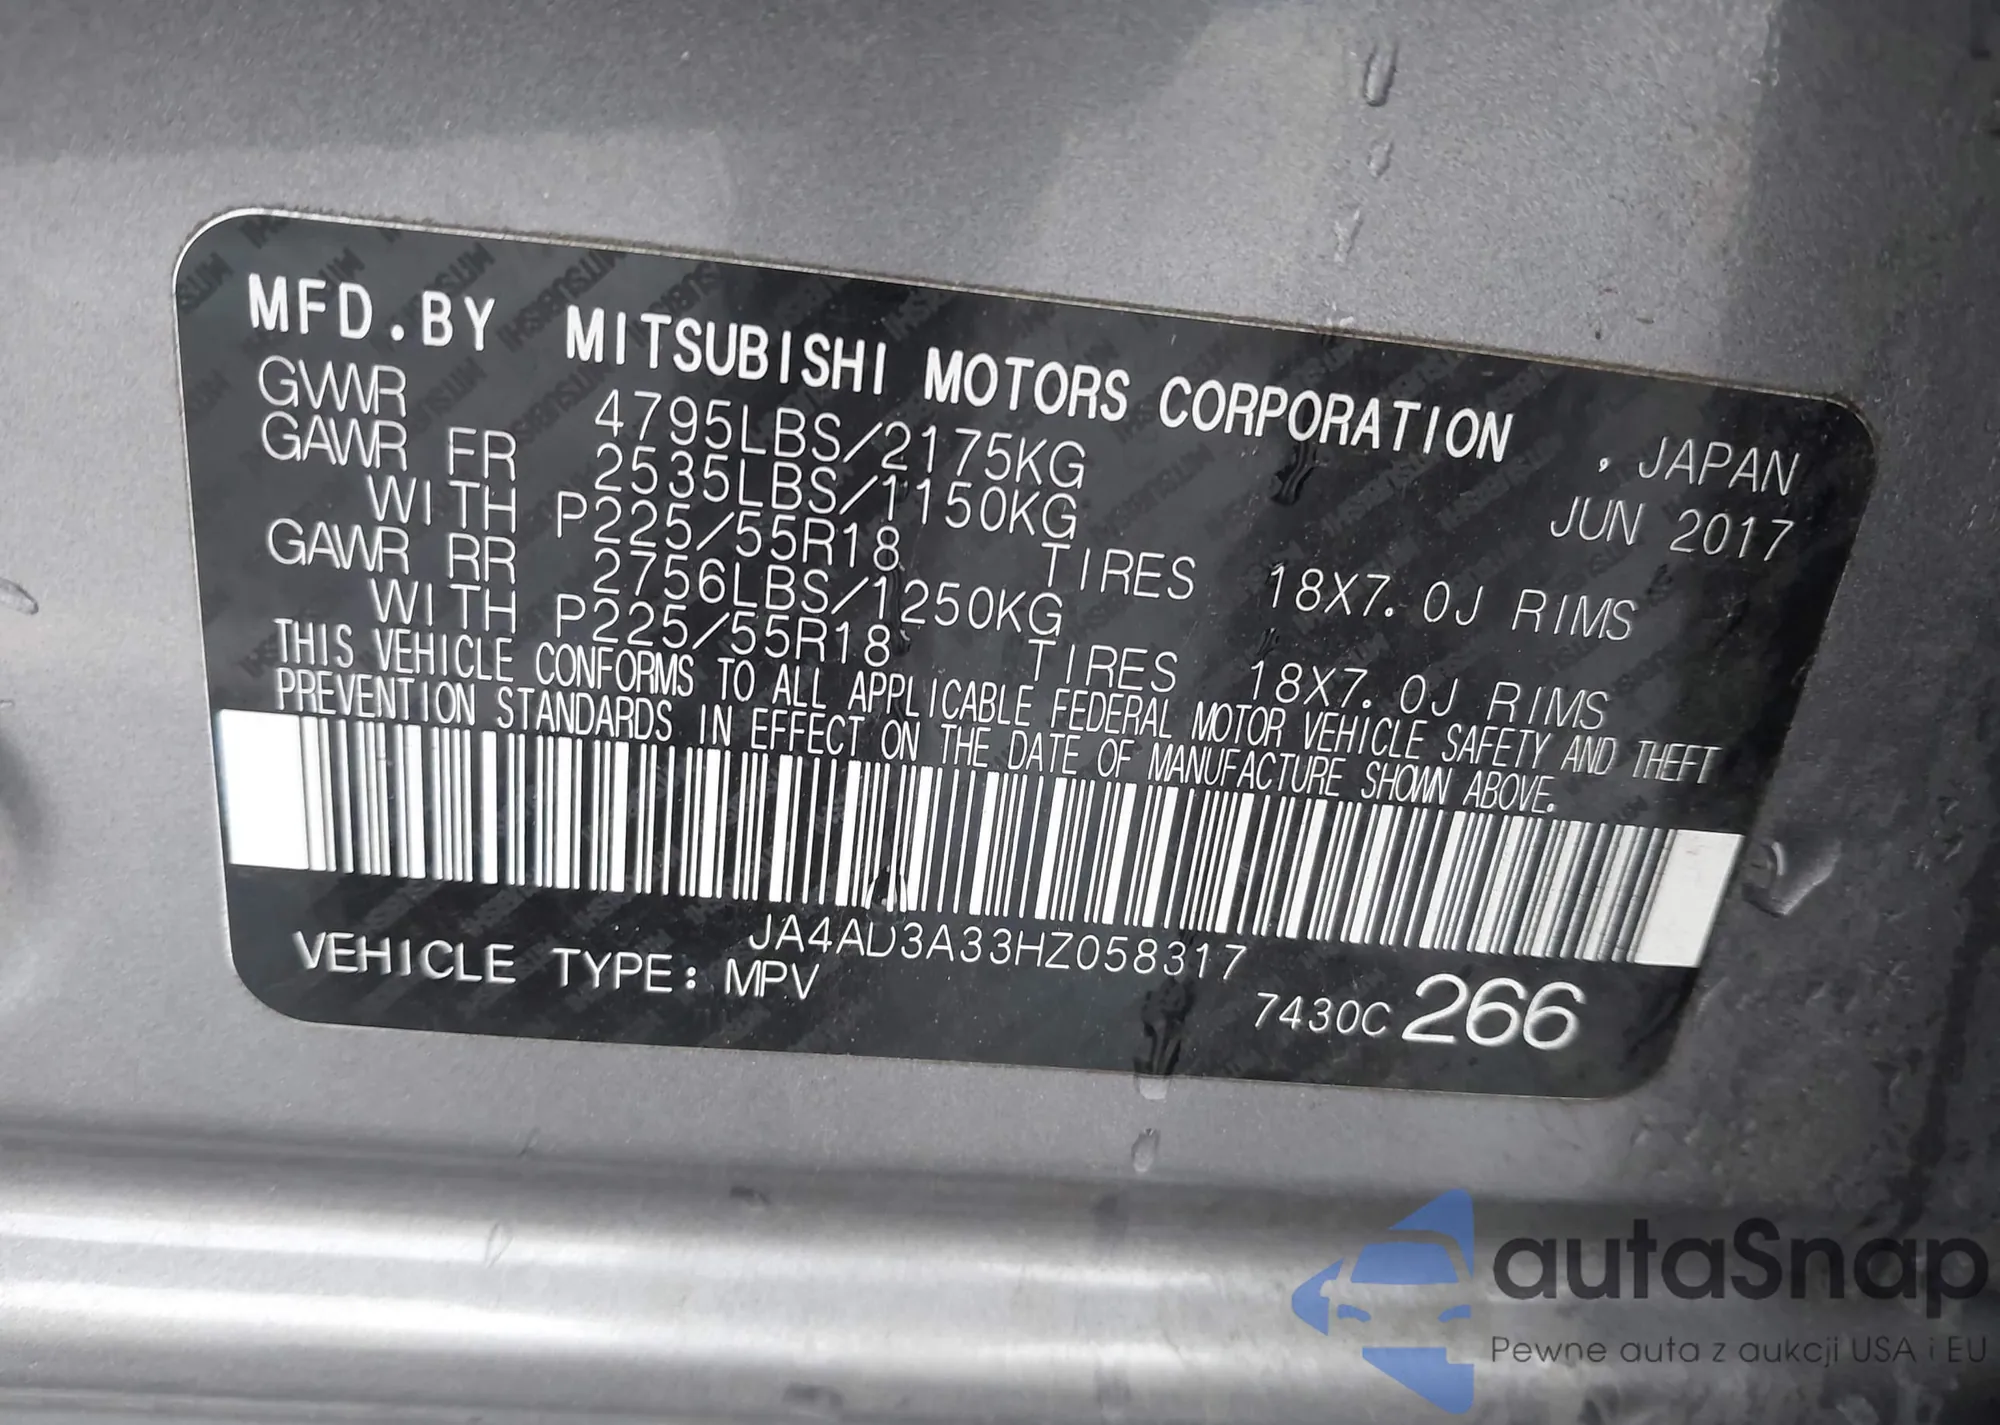 MFD.BY MITSUBISHI MOTORS CORPORATION , JAPAN
GVWR 4795LBS/2175KG JUN 2017
GAWR FR 2535LBS/1150KG
WITH P225/55R18 TIRES 18X7.0J RIMS
GAWR RR 2756LBS/1250KG
WITH P225/55R18 TIRES 18X7.0J RIMS
THIS VEHICLE CONFORMS TO ALL APPLICABLE FEDERAL MOTOR VEHICLE SAFETY AND THEFT
PREVENTION STANDARDS IN EFFECT ON THE DATE OF MANUFACTURE SHOWN ABOVE.
JA4AD3A33HZ058317
VEHICLE TYPE: MPV
7430C 266
autoSnap
Pewne auta z aukcji USA i EU